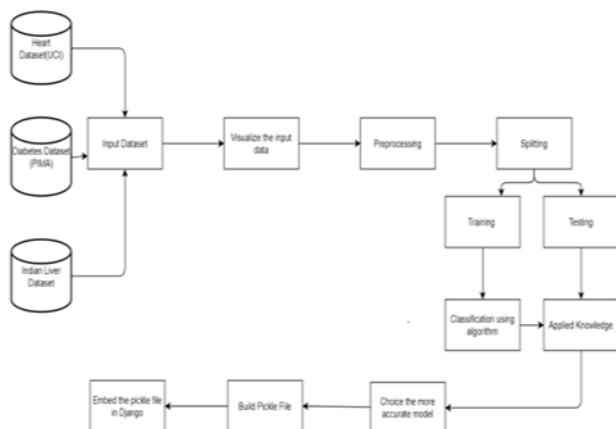 Heart
Dataset(UCI)
Diabetes Dataset
(PIMA)
Input Dataset
Visualize the input
data
Preprocessing
Splitting
Training
Testing
Indian Liver
Dataset
Classification using
algorithm
Applied Knowledge
Embed the pickle file
in Django
Build Pickle File
Choice the more
accurate model